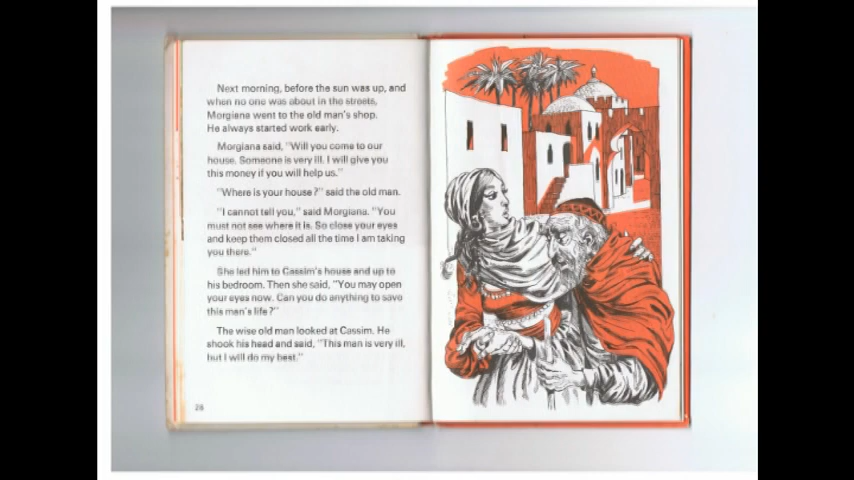 Next morning, before the sun was up, and
when no one was about in the streets,
Morgiana went to the old man's shop.
He always started work early.
Morgiana said, "Will you come to our
house. Someone is very ill. I will give you
this money if you will help us."
"Where is your house?" said the old man.
"I cannot tell you," said Morgiana. "You
must not see where it is. So close your eyes
and keep them closed all the time I am taking
you there."
She led him to Cassim's house and up to
his bedroom. Then she said, "You may open
your eyes now. Can you do anything to save
this man's life?"
The wise old man looked at Cassim. He
shook his head and said, "This man is very ill,
but I will do my best."
28